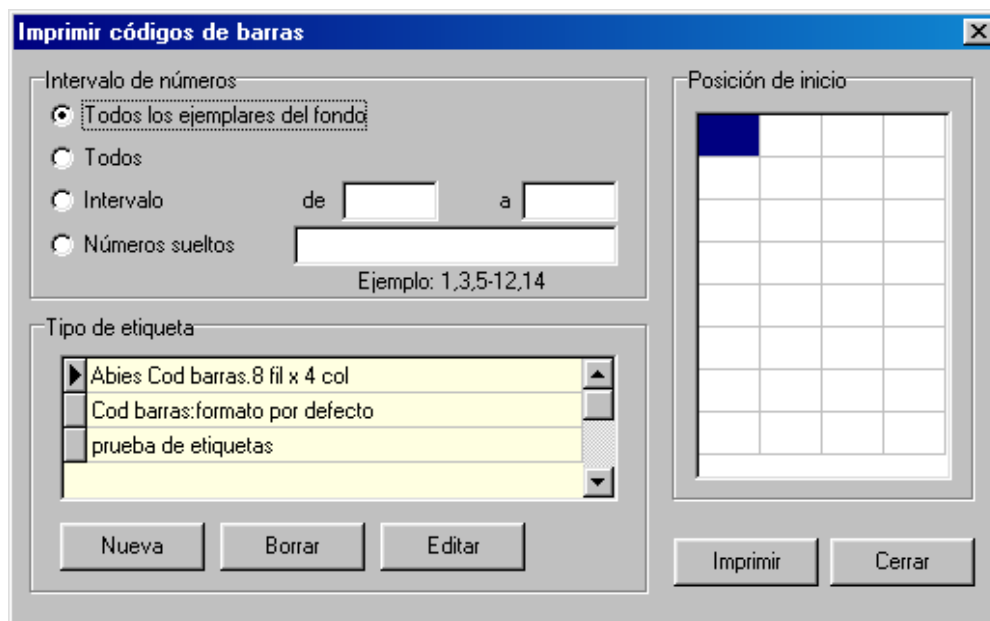 Imprimir códigos de barras
Intervalo de números
Todos los ejemplares del fondo
Todos
Intervalo de a
Números sueltos
Ejemplo: 1,3,5-12,14
Tipo de etiqueta
Abies Cod barras.8 fil x 4 col
Cod barras:formato por defecto
prueba de etiquetas
Nueva Borrar Editar
Posición de inicio
Imprimir Cerrar